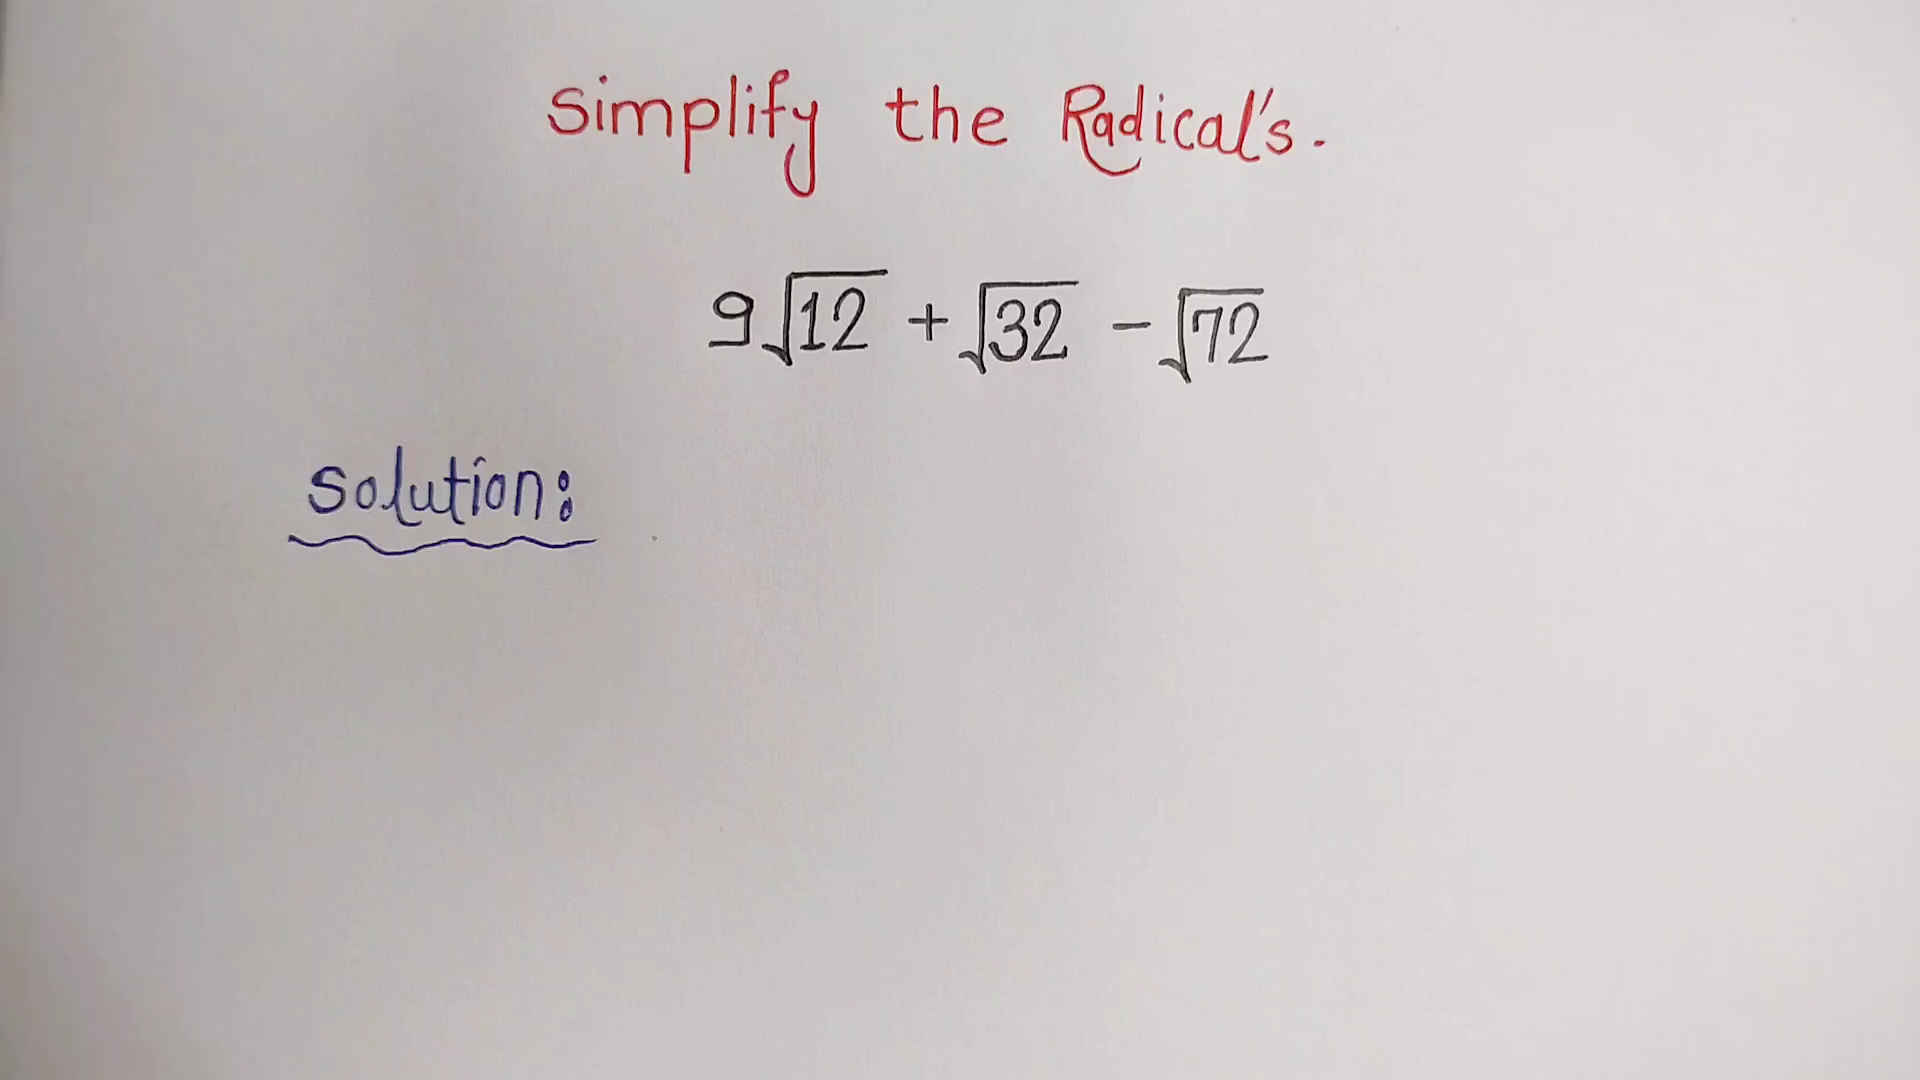 Simplify the Radical's.
9√12 + √32 - √72
Solution: